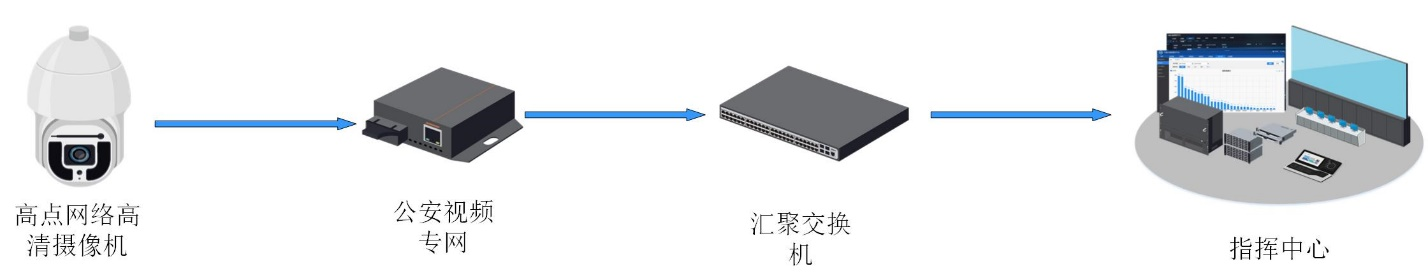 高点网络高
清摄像机
公安视频
专网
汇聚交换
机
指挥中心